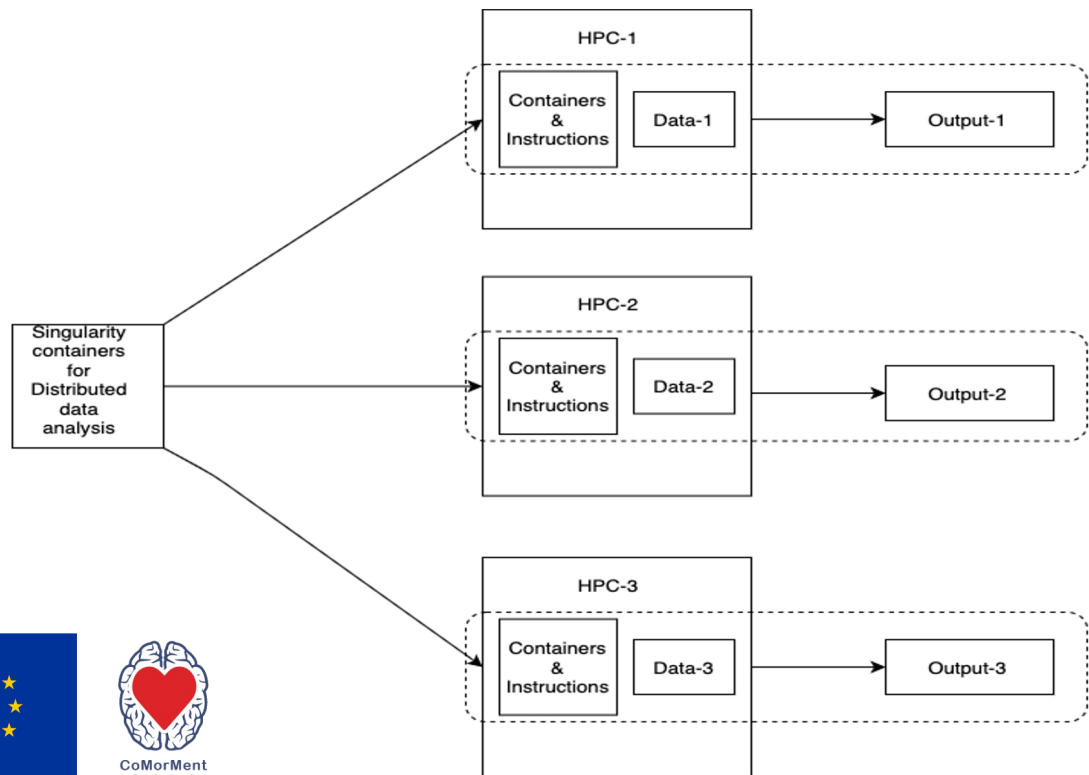 HPC-1
Containers
&
Instructions
Data-1
Output-1
Singularity
containers
for
Distributed
data
analysis
HPC-2
Containers
&
Instructions
Data-2
Output-2
HPC-3
Containers
&
Instructions
Data-3
Output-3
CoMorMent